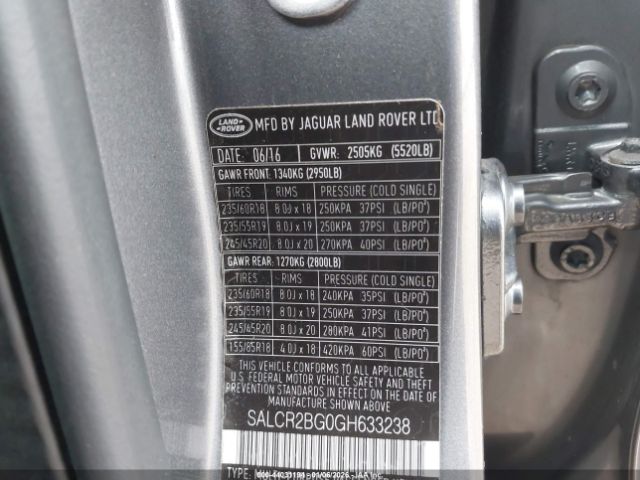 LAND ROVER MFD BY JAGUAR LAND ROVER LTD
DATE: 06/16 GVWR: 2505KG (5520LB)
GAWR FRONT: 1340KG (2950LB)
TIRES RIMS PRESSURE (COLD SINGLE)
235/60R18 8.0J x 18 250KPA 37PSI (LB/PO²)
235/55R19 8.0J x 19 250KPA 37PSI (LB/PO²)
245/45R20 8.0J x 20 270KPA 40PSI (LB/PO²)
GAWR REAR: 1270KG (2800LB)
TIRES RIMS PRESSURE (COLD SINGLE)
235/60R18 8.0J x 18 240KPA 35PSI (LB/PO²)
235/55R19 8.0J x 19 250KPA 37PSI (LB/PO²)
245/45R20 8.0J x 20 280KPA 41PSI (LB/PO²)
155/85R18 4.0J x 18 420KPA 60PSI (LB/PO²)
THIS VEHICLE CONFORMS TO ALL APPLICABLE
U.S. FEDERAL MOTOR VEHICLE SAFETY AND THEFT
PREVENTION STANDARDS IN EFFECT ON THE DATE OF
MANUFACTURE SHOWN ABOVE
SALCR2BG0GH633238
TYPE: